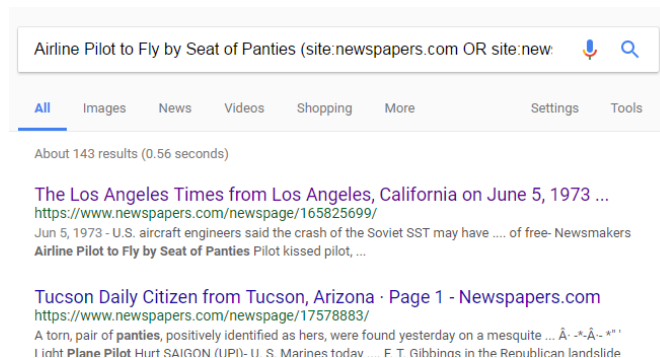 Airline Pilot to Fly by Seat of Panties (site:newspapers.com OR site:new
All Images News Videos Shopping More Settings Tools
About 143 results (0.56 seconds)
The Los Angeles Times from Los Angeles, California on June 5, 1973 ...
https://www.newspapers.com/newspage/165825699/
Jun 5, 1973 - U.S. aircraft engineers said the crash of the Soviet SST may have .... of free- Newsmakers
Airline Pilot to Fly by Seat of Panties Pilot kissed pilot, ...
Tucson Daily Citizen from Tucson, Arizona · Page 1 - Newspapers.com
https://www.newspapers.com/newspage/17578883/
A torn, pair of panties, positively identified as hers, were found yesterday on a mesquite ... Â· -*-Â·- *" '
Light Plane Pilot Hurt SAIGON (UPI)- U. S. Marines today .... F. T. Gibbings in the Republican landslide